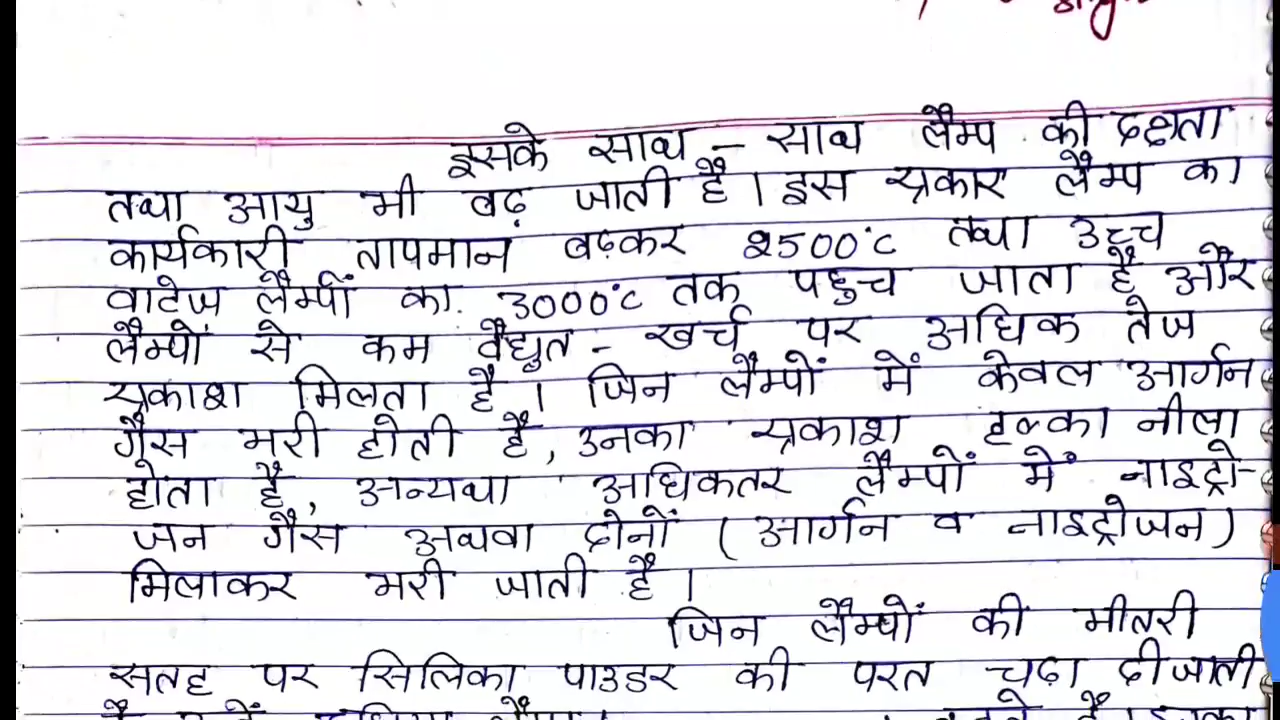 इसके साथ - साथ लैम्प की दक्षता
तथा आयु भी बढ़ जाती है। इस प्रकार लैम्प का
कार्यकारी तापमान बढ़कर 2500°C तथा उच्च
वाटेज लैम्पों का 3000°C तक पहुच जाता है और
लैम्पों से कम वैद्युत - खर्च पर अधिक तेज
प्रकाश मिलता है। जिन लैम्पों में केवल आर्गन
गैस भरी होती है, उनका प्रकाश हल्का नीला
होता है, अन्यथा अधिकतर लैम्पों में नाइट्रो-
जन गैस अथवा दोनों (आर्गन व नाइट्रोजन)
मिलाकर भरी जाती है।
जिन लैम्पों की भीतरी
सतह पर सिलिका पाउडर की परत चढ़ा दी जाती